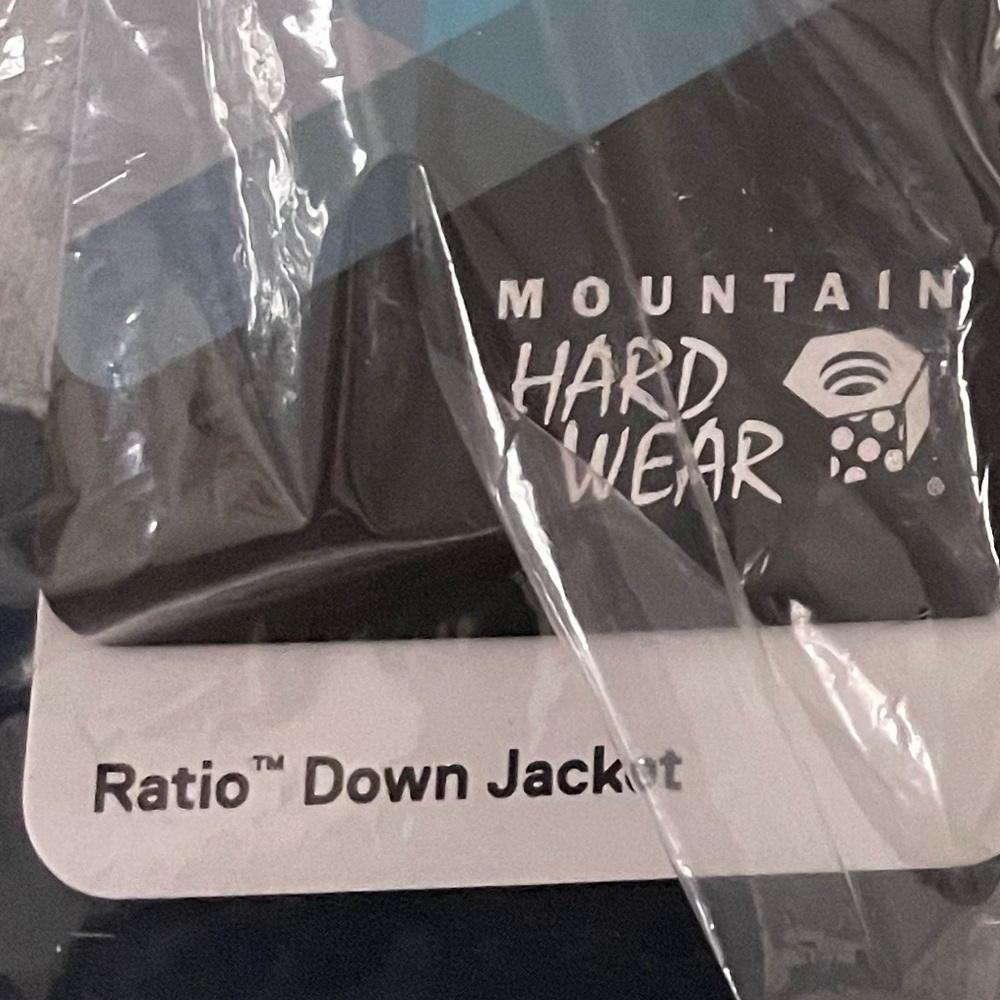 MOUNTAIN
HARD
WEAR
®
Ratio™ Down Jacket